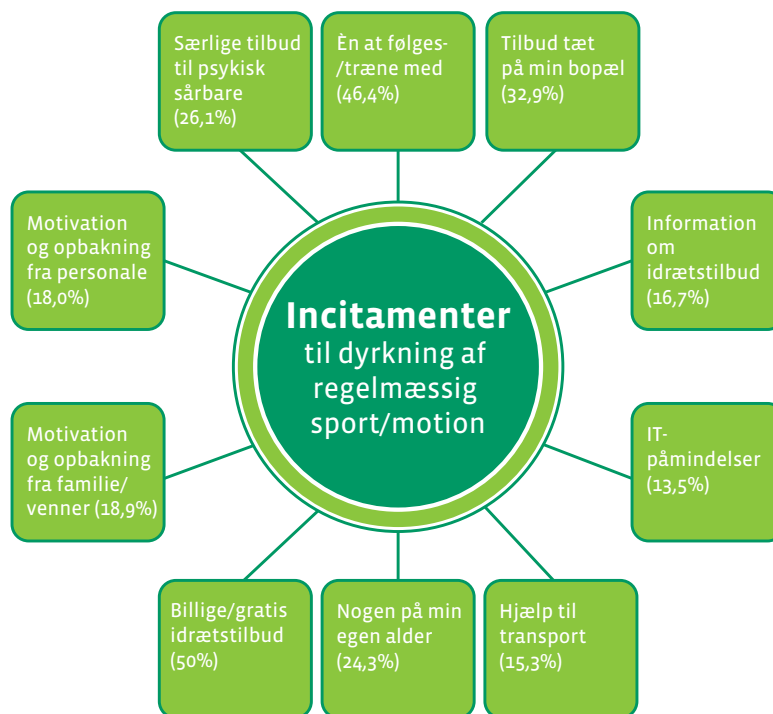 Særlige tilbud
til psykisk
sårbare
(26,1%)
Èn at følges-
/træne med
(46,4%)
Tilbud tæt
på min bopæl
(32,9%)
Motivation
og opbakning
fra personale
(18,0%)
Information
om
idrætstilbud
(16,7%)
Incitamenter
til dyrkning af
regelmæssig
sport/motion
Motivation
og opbakning
fra familie/
venner (18,9%)
IT-
påmindelser
(13,5%)
Billige/gratis
idrætstilbud
(50%)
Nogen på min
egen alder
(24,3%)
Hjælp til
transport
(15,3%)